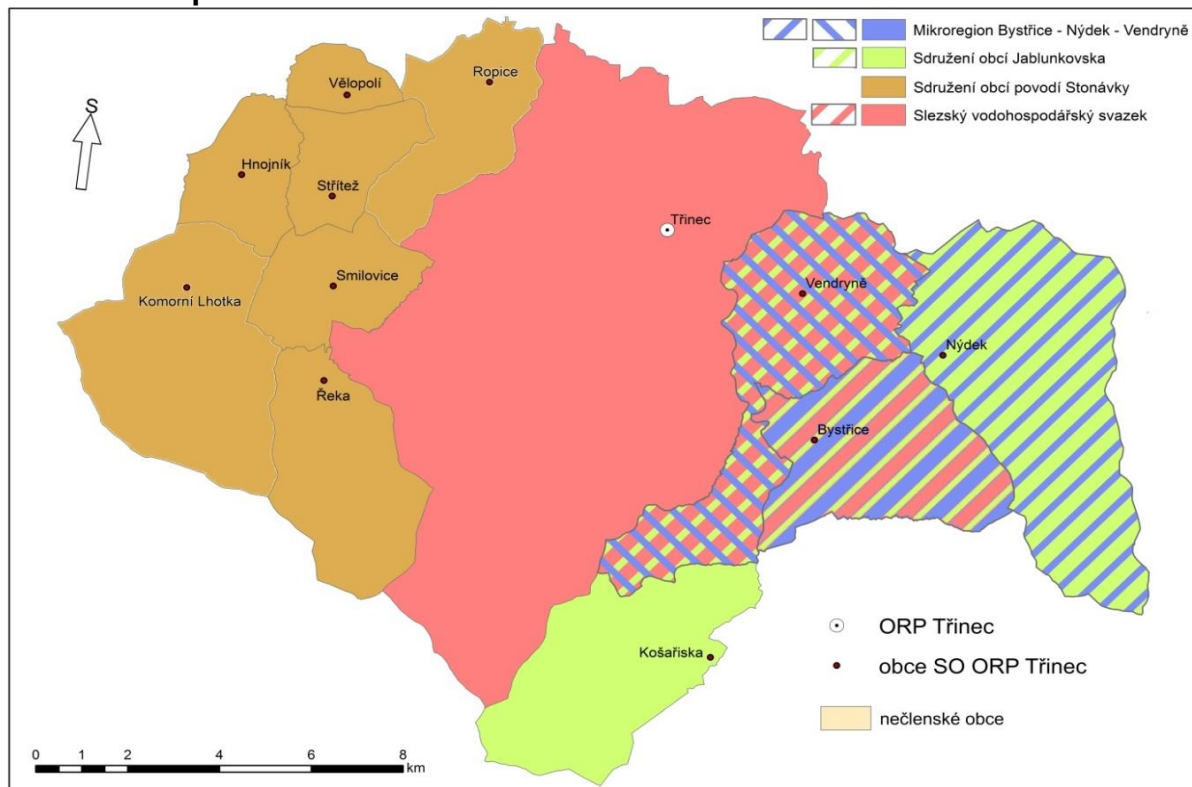 Mikroregion Bystřice - Nýdek - Vendryně
Sdružení obcí Jablunkovska
Sdružení obcí povodí Stonávky
Slezský vodohospodářský svazek
S
Ropice
Vělopolí
Hnojník
Střítež
Třinec
Komorní Lhotka
Smilovice
Vendryně
Nýdek
Řeka
Bystřice
Košařiska
ORP Třinec
obce SO ORP Třinec
nečlenské obce
0 1 2 4 6 8
km